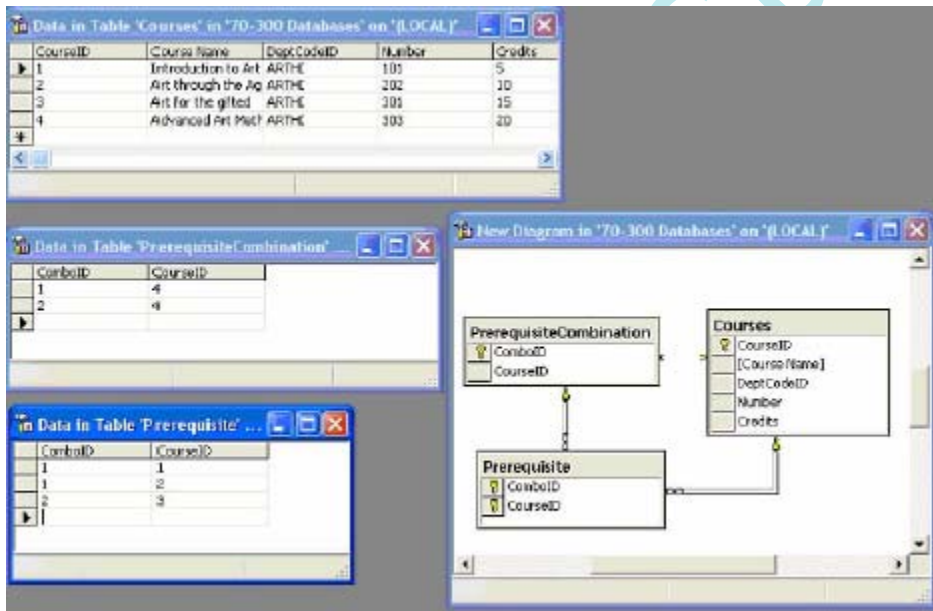 Data in Table 'Courses' in '70-300 Databases' on '(LOCAL)'
CourseID Course Name DeptCodeID Number Credits
1 Introduction to Art ARTHI 101 5
2 Art through the Ag ARTHI 202 10
3 Art for the gifted ARTHI 301 15
4 Advanced Art Meth ARTHI 303 20
Data in Table 'PrerequisiteCombination' ...
ComboID CourseID
1 4
2 4
Data in Table 'Prerequisite' ...
ComboID CourseID
1 1
1 2
2 3
New Diagram in '70-300 Databases' on '(LOCAL)'
PrerequisiteCombination
ComboID
CourseID
Courses
CourseID
[Course Name]
DeptCodeID
Number
Credits
Prerequisite
ComboID
CourseID